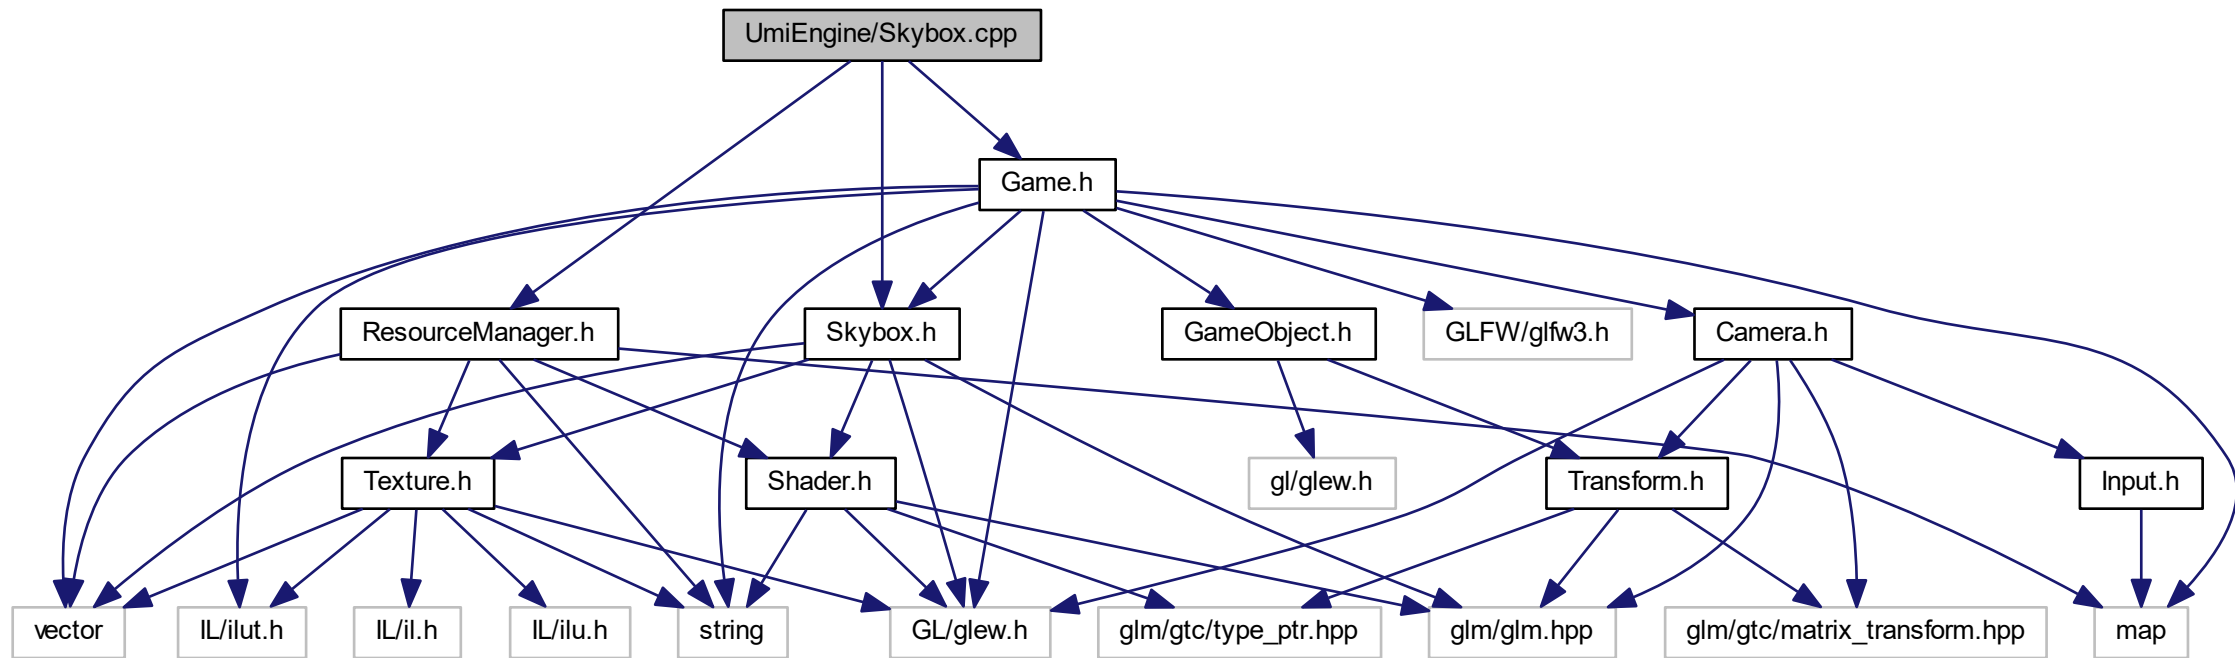 UmiEngine/Skybox.cpp
Game.h
ResourceManager.h
Skybox.h
GameObject.h
GLFW/glfw3.h
Camera.h
Texture.h
Shader.h
gl/glew.h
Transform.h
Input.h
vector
IL/ilut.h
IL/il.h
IL/ilu.h
string
GL/glew.h
glm/gtc/type_ptr.hpp
glm/glm.hpp
glm/gtc/matrix_transform.hpp
map